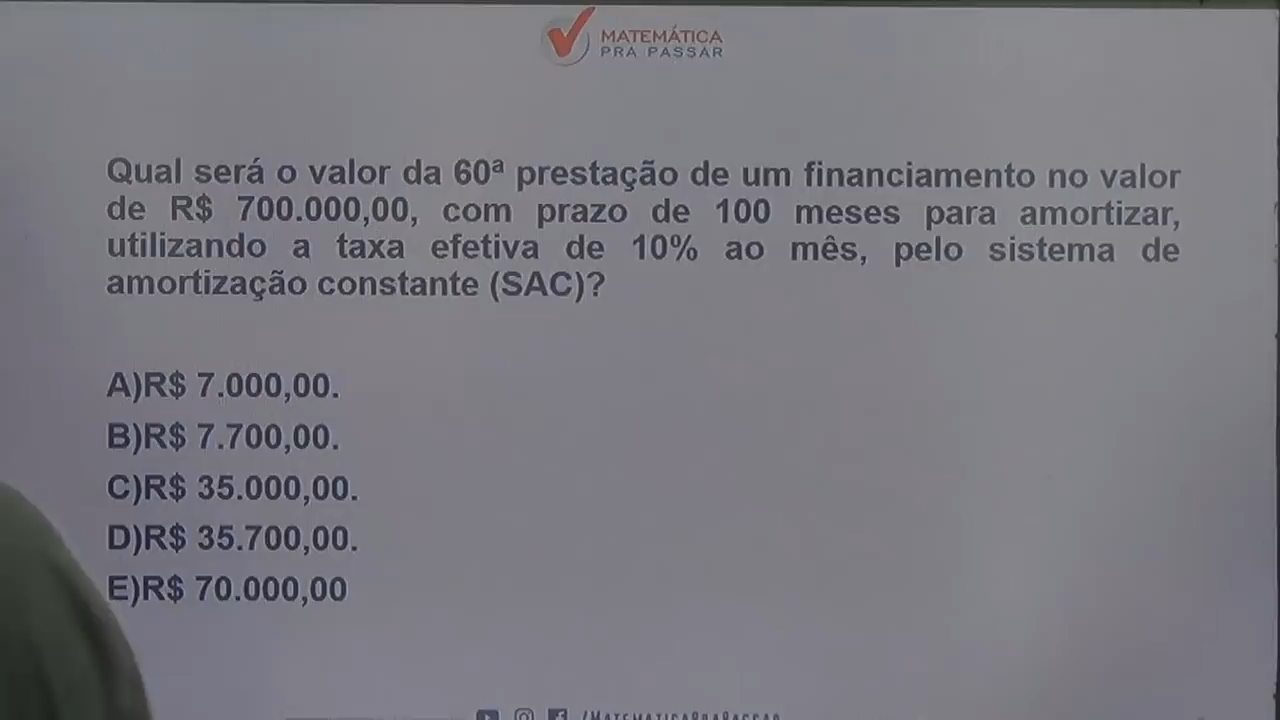 MATEMÁTICA
PRA PASSAR
Qual será o valor da 60ª prestação de um financiamento no valor
de R$ 700.000,00, com prazo de 100 meses para amortizar,
utilizando a taxa efetiva de 10% ao mês, pelo sistema de
amortização constante (SAC)?
A)R$ 7.000,00.
B)R$ 7.700,00.
C)R$ 35.000,00.
D)R$ 35.700,00.
E)R$ 70.000,00
/MATEMATICAPRAPASSAR